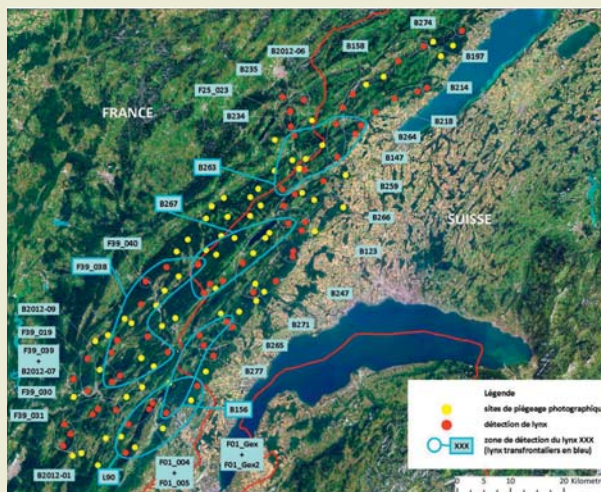 B274
B158
B2012-06
B197
B235
FRANCE
F25_023
B214
B234
B218
B264
B263
B147
B259
B267
B266
SUISSE
F39_040
B123
F39_038
B247
B2012-09
B271
F39_019
B265
F39_039
+
B2012-07
B277
F39_030
F39_031
B156
F01_Gex
+
F01_Gex2
B2012-01
L90
F01_004
+
F01_005
Légende
sites de piégeage photographique
détection de lynx
XXX
zone de détection du lynx XXX
(lynx transfrontaliers en bleu)
0 5 10 20 Kilomet